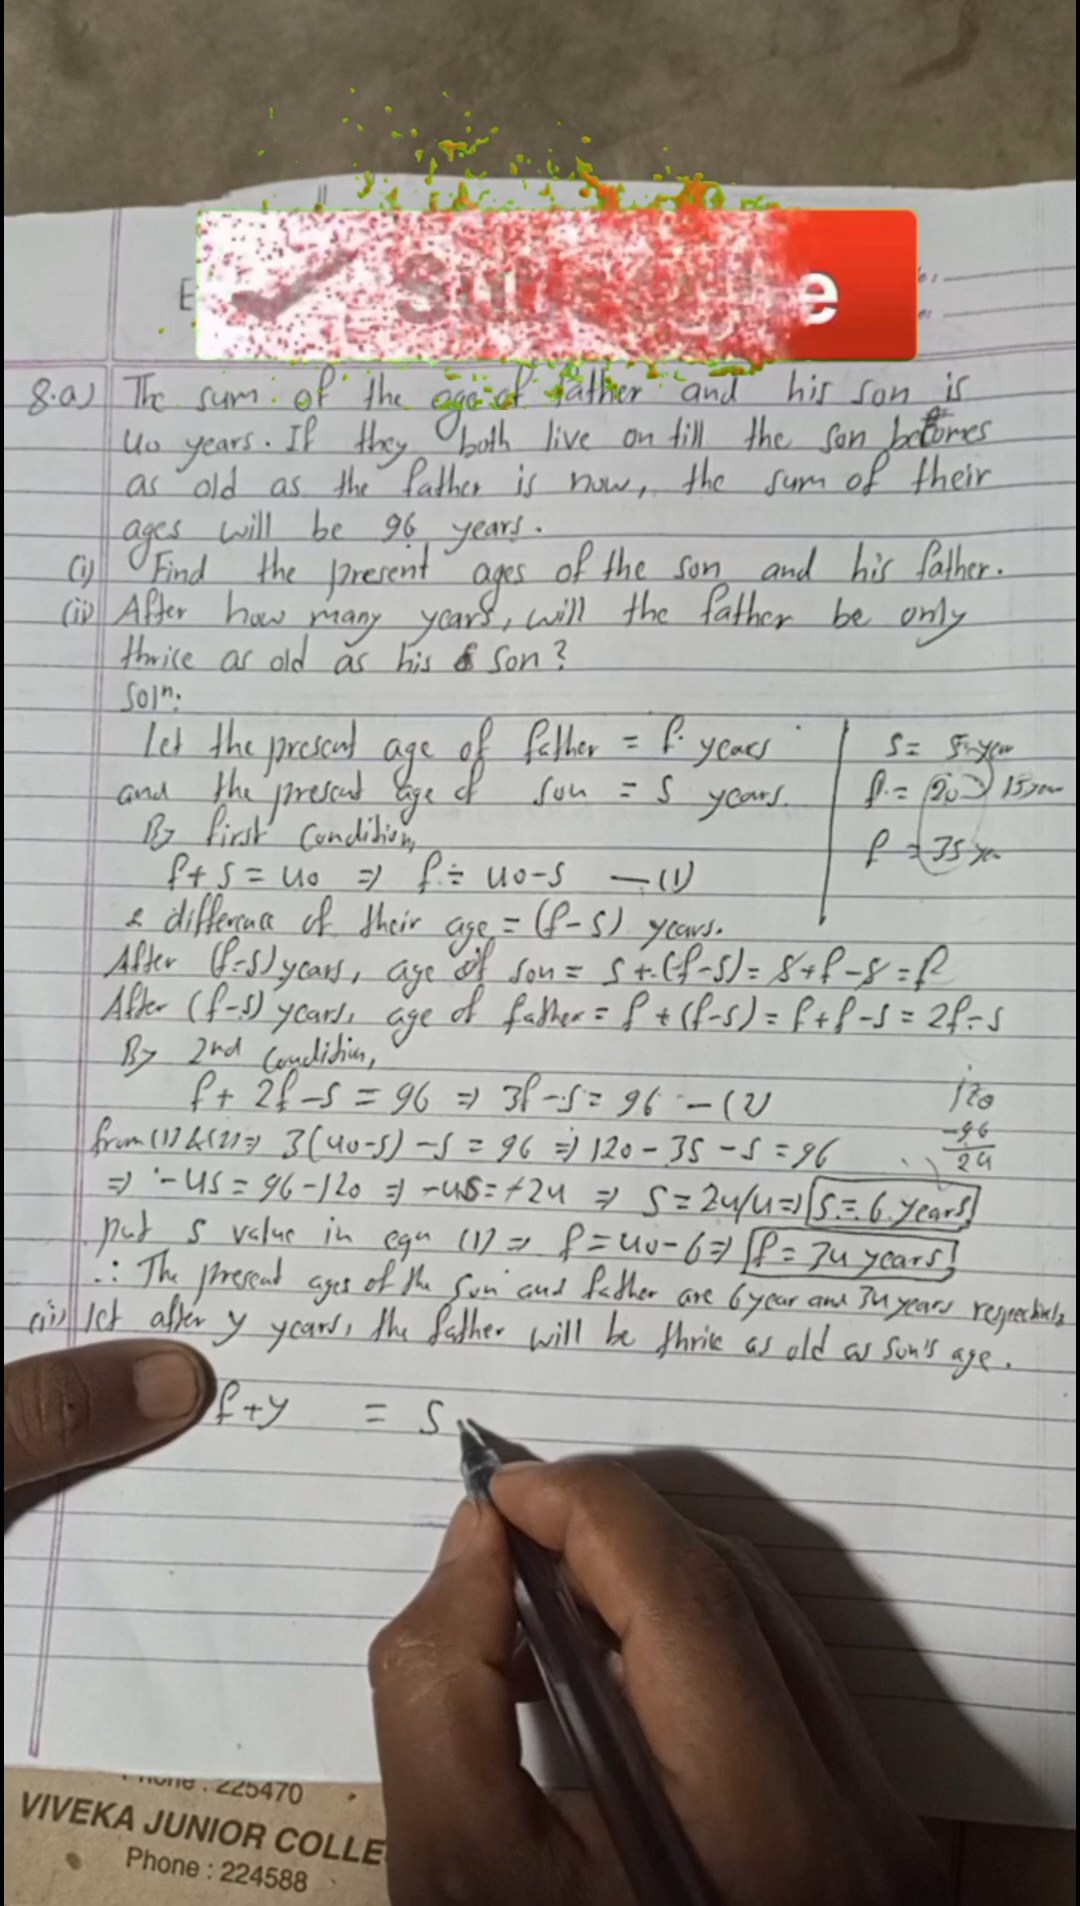 E
e
8.a) The sum of the age of father and his son is
40 years. If they both live on till the son becomes
as old as the father is now, the sum of their
ages will be 96 years.
(i) Find the present ages of the son and his father.
(ii) After how many years, will the father be only
thrice as old as his son?
Solⁿ:
Let the present age of father = f years
and the present age of son = s years.
By first Condition,
f + s = 40 ⇒ f = 40 - s — (1)
& difference of their age = (f - s) years.
After (f-s) years, age of son = s + (f-s) = s + f - s = f
After (f-s) years, age of father = f + (f-s) = f + f - s = 2f - s
By 2nd Condition,
f + 2f - s = 96 ⇒ 3f - s = 96 — (2)
from (1) & (2) ⇒ 3(40-s) - s = 96 ⇒ 120 - 3s - s = 96
⇒ -4s = 96 - 120 ⇒ -4s = -24 ⇒ s = 24/4 ⇒ s = 6 years
put s value in eqn (1) ⇒ f = 40 - 6 ⇒ f = 34 years
∴ The present ages of the son and father are 6 year and 34 years
(ii) let after y years, the father will be thrice as old as son's age.
f + y = s
s = 5 year
f = 20 15 year
f = 35
120
-96
24
Phone : 225470
VIVEKA JUNIOR COLLE
Phone : 224588